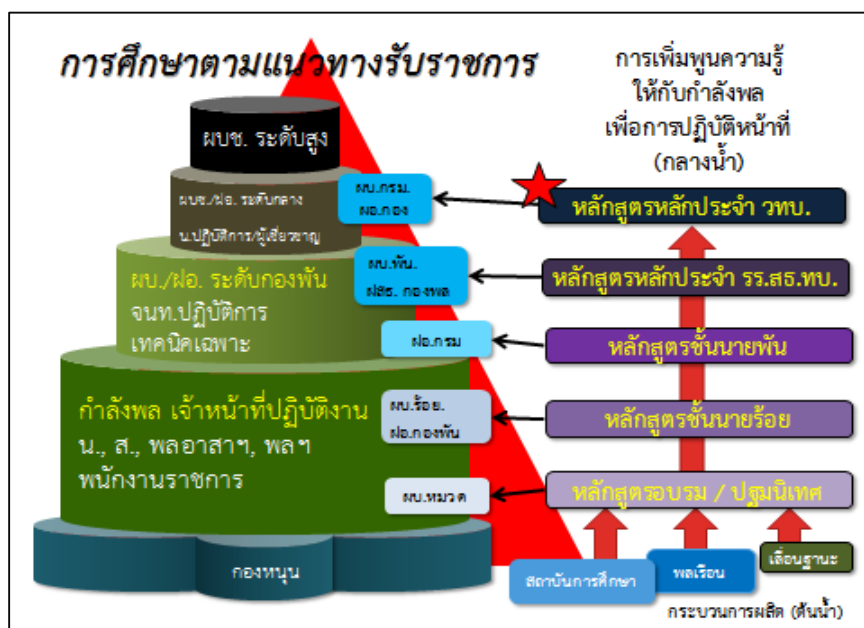 การศึกษาตามแนวทางรับราชการ
การเพิ่มพูนความรู้
ให้กับกำลังพล
เพื่อการปฏิบัติหน้าที่
(กลางน้ำ)
ผบช. ระดับสูง
ผบช./ฝอ. ระดับกลาง
น.ปฏิบัติการ/ผู้เชี่ยวชาญ
ผบ.กรม.
ผอ.กอง
หลักสูตรหลักประจำ วทบ.
ผบ./ฝอ. ระดับกองพัน
จนท.ปฏิบัติการ
เทคนิคเฉพาะ
ผบ.พัน.
ฝสธ. กองพล
หลักสูตรหลักประจำ รร.สธ.ทบ.
ฝอ.กรม
หลักสูตรชั้นนายพัน
กำลังพล เจ้าหน้าที่ปฏิบัติงาน
น., ส., พลอาสาฯ, พลฯ
พนักงานราชการ
ผบ.ร้อย.
ฝอ.กองพัน
หลักสูตรชั้นนายร้อย
ผบ.หมวด
หลักสูตรอบรม / ปฐมนิเทศ
กองหนุน
สถาบันการศึกษา
พลเรือน
เลื่อนฐานะ
กระบวนการผลิต (ต้นน้ำ)